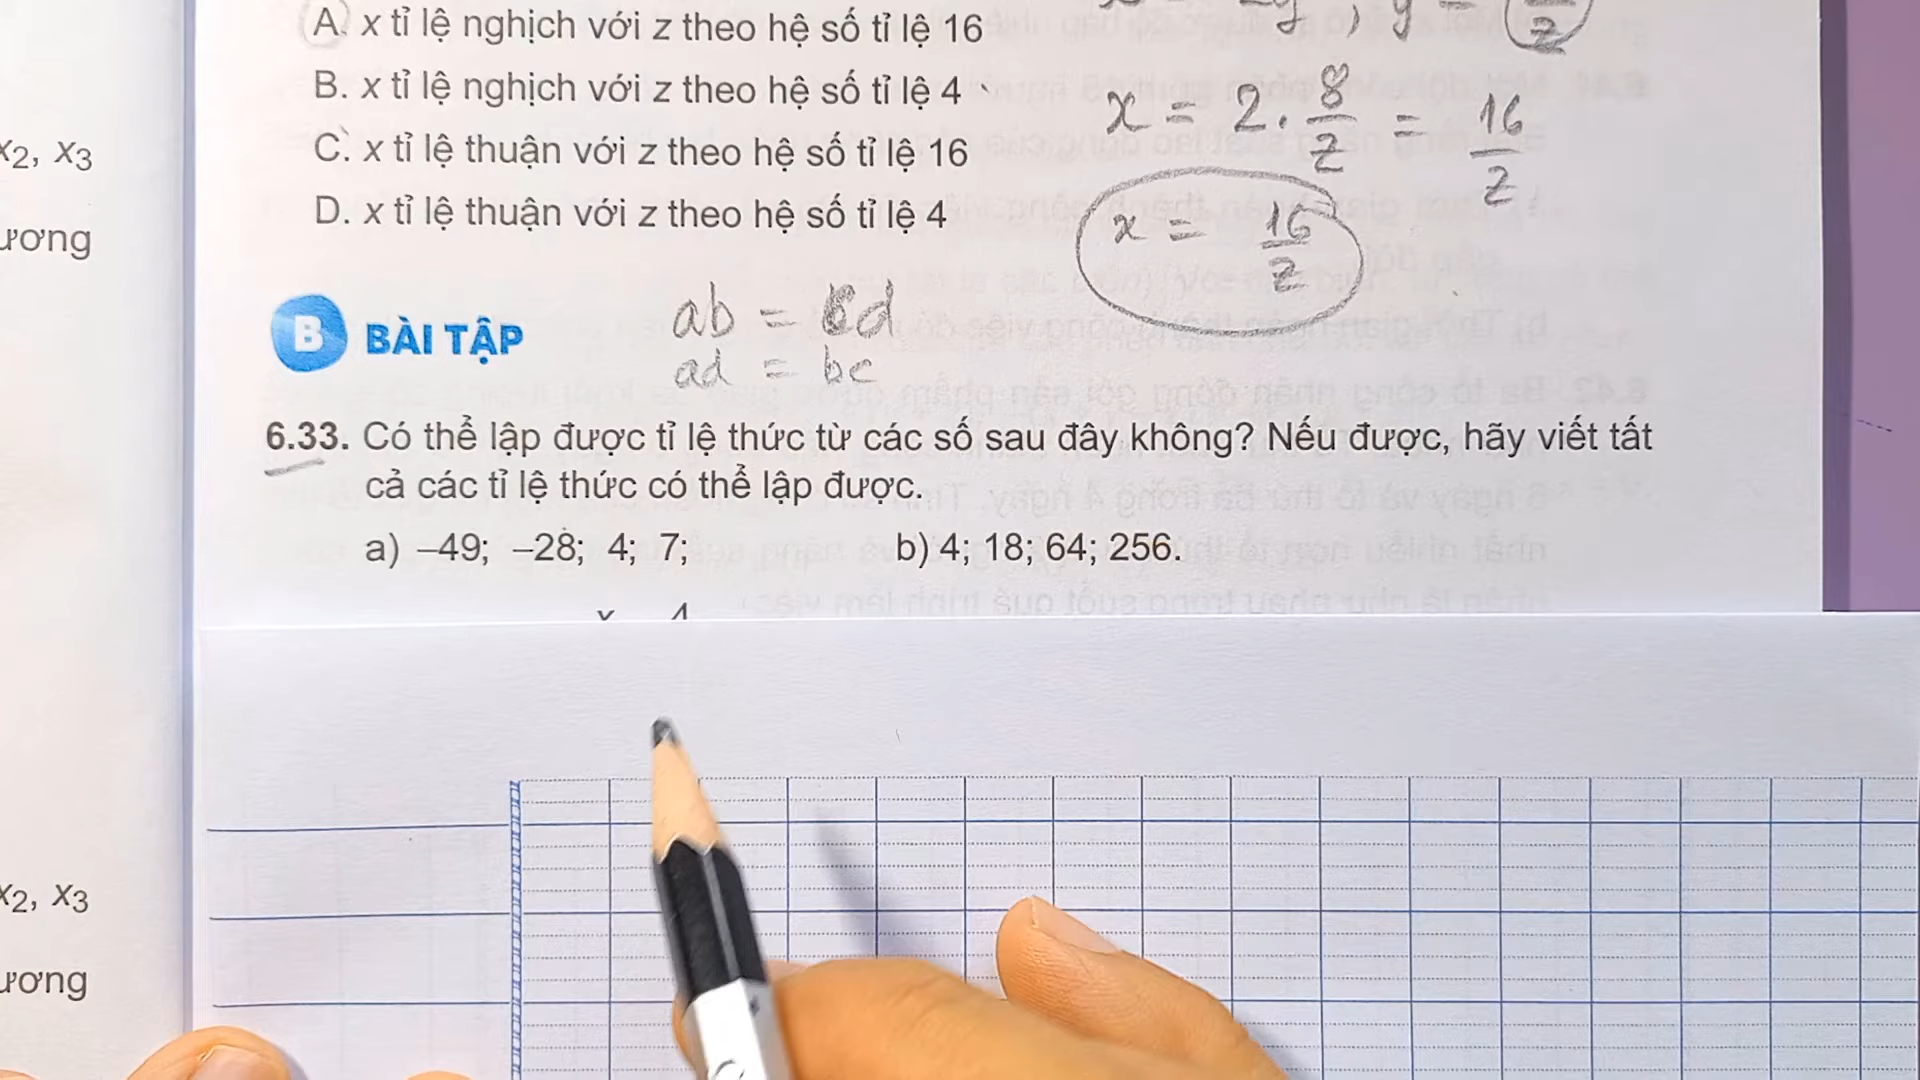 A. x tỉ lệ nghịch với z theo hệ số tỉ lệ 16
B. x tỉ lệ nghịch với z theo hệ số tỉ lệ 4
C. x tỉ lệ thuận với z theo hệ số tỉ lệ 16
D. x tỉ lệ thuận với z theo hệ số tỉ lệ 4
x = 2 . 8/z = 16/z
x = 16/z
x2, x3
ương
B BÀI TẬP
ab = cd
ad = bc
6.33. Có thể lập được tỉ lệ thức từ các số sau đây không? Nếu được, hãy viết tất
cả các tỉ lệ thức có thể lập được.
a) –49; –28; 4; 7;
b) 4; 18; 64; 256.
x2, x3
ương